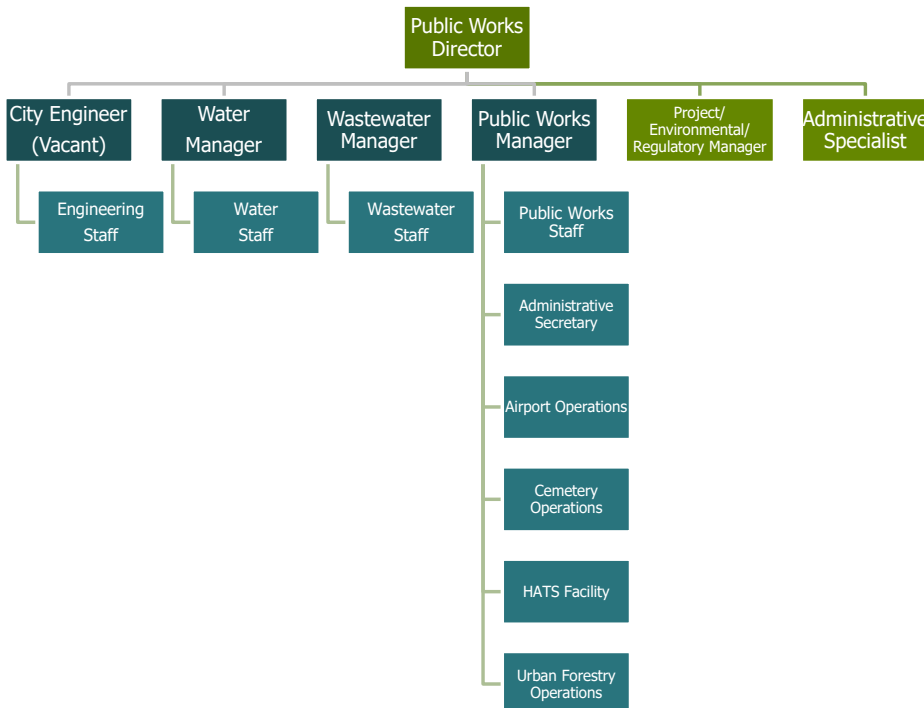 Public Works
Director
City Engineer
(Vacant)
Water
Manager
Wastewater
Manager
Public Works
Manager
Project/
Environmental/
Regulatory Manager
Administrative
Specialist
Engineering
Staff
Water
Staff
Wastewater
Staff
Public Works
Staff
Administrative
Secretary
Airport Operations
Cemetery
Operations
HATS Facility
Urban Forestry
Operations